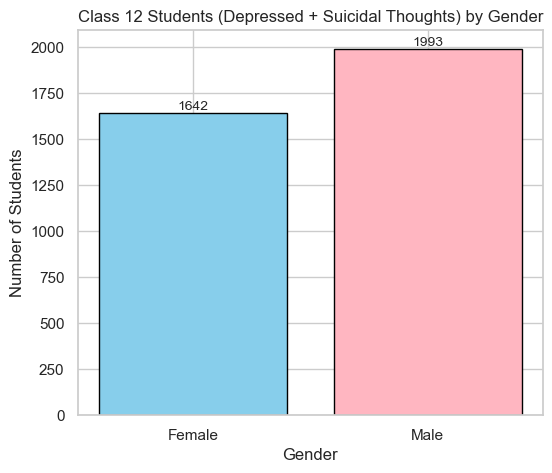 Class 12 Students (Depressed + Suicidal Thoughts) by Gender
2000
1750
1500
1250
1000
750
500
250
0
Number of Students
1642
1993
Female
Male
Gender